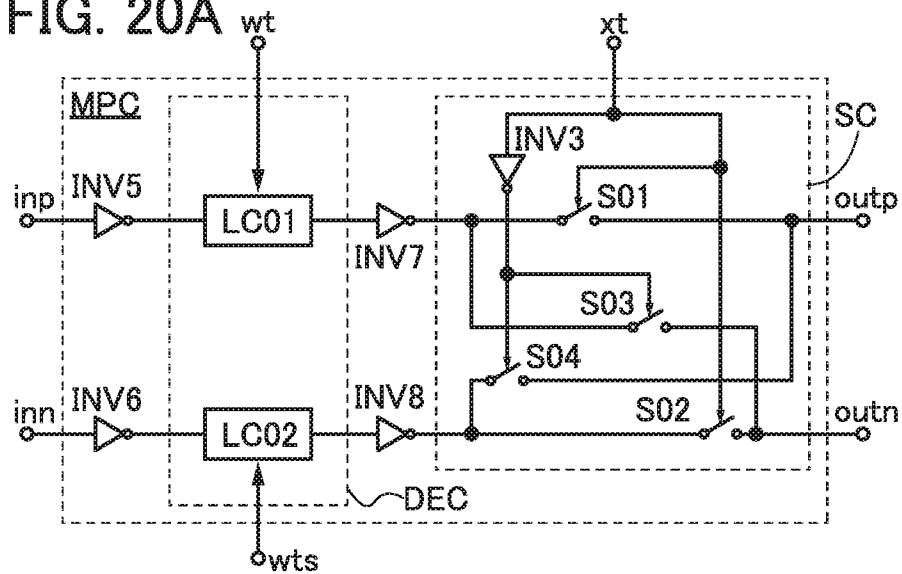 FIG. 20A
wt
xt
MPC
SC
INV3
inp
INV5
LC01
INV7
S01
outp
S03
S04
inn
INV6
LC02
INV8
S02
outn
DEC
wts